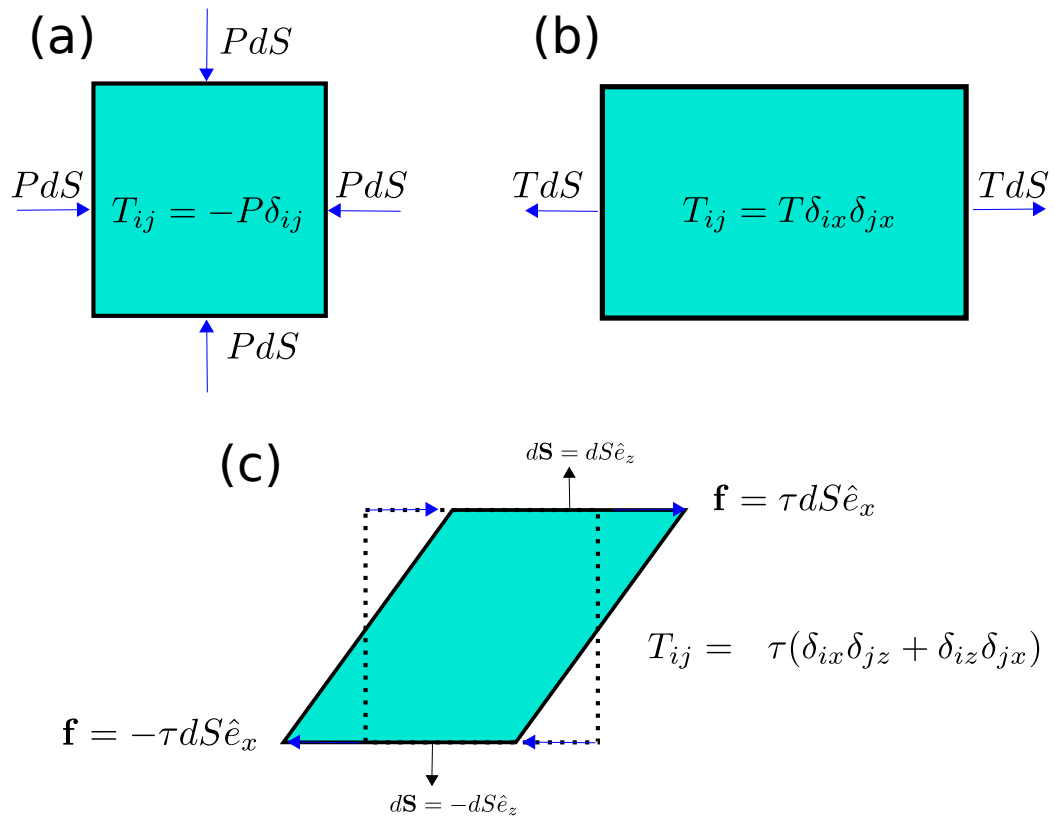 (a)
PdS
PdS
T_{ij} = -Pδ_{ij}
PdS
PdS
(b)
TdS
T_{ij} = Tδ_{ix}δ_{jx}
TdS
(c)
d𝐒 = dSê_z
𝐟 = τdSê_x
T_{ij} = τ(δ_{ix}δ_{jz} + δ_{iz}δ_{jx})
𝐟 = -τdSê_x
d𝐒 = -dSê_z